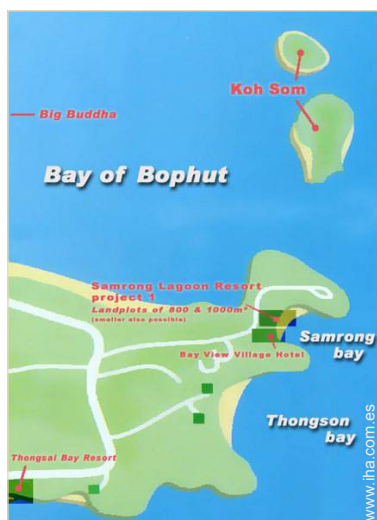 Koh Som
Big Buddha
Bay of Bophut
Samrong Lagoon Resort
project 1
Landplots of 800 & 1000m²
(smaller also possible)
Samrong
bay
Bay View Village Hotel
Thongson
bay
Thongsai Bay Resort
www.iha.com.es